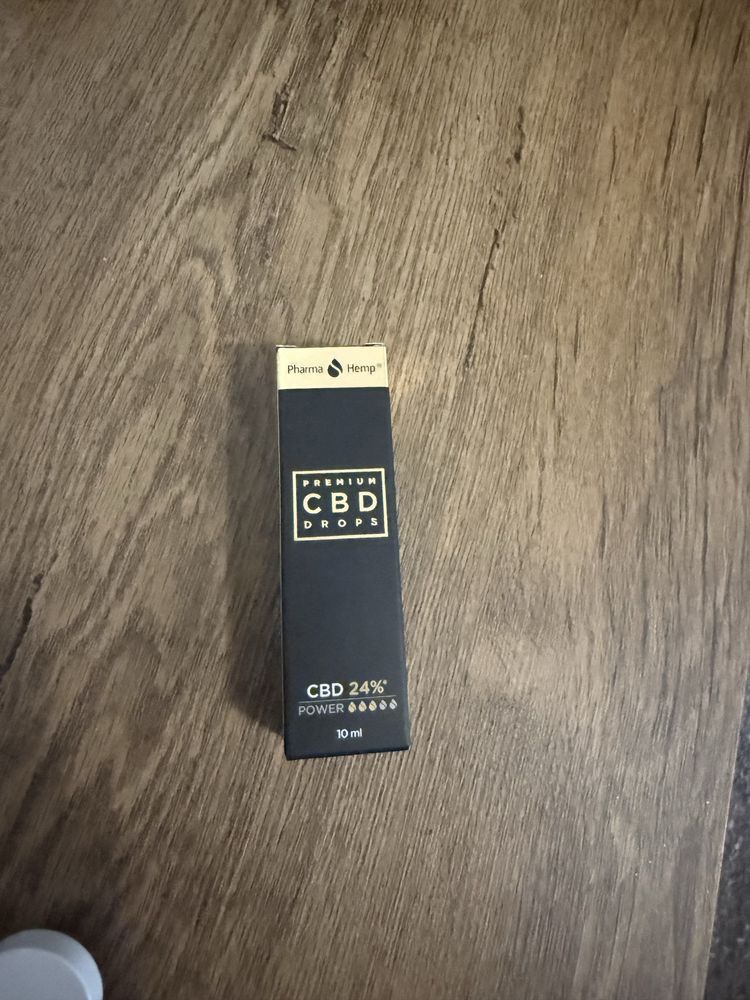 Pharma Hemp®
PREMIUM
CBD
DROPS
CBD 24%*
POWER
10 ml